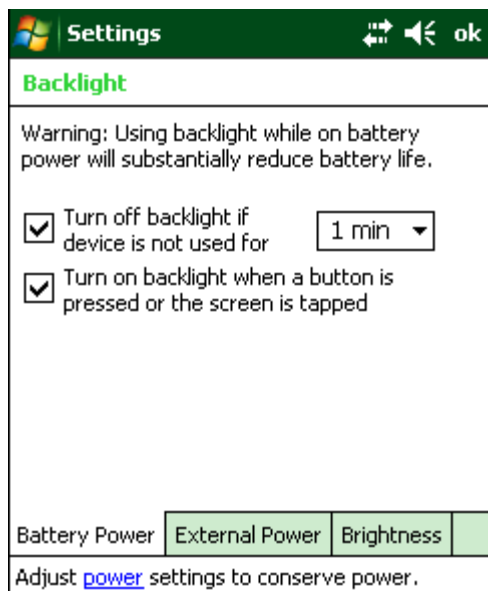 Settings ok
Backlight
Warning: Using backlight while on battery
power will substantially reduce battery life.
Turn off backlight if
device is not used for
1 min
Turn on backlight when a button is
pressed or the screen is tapped
Battery Power External Power Brightness
Adjust power settings to conserve power.